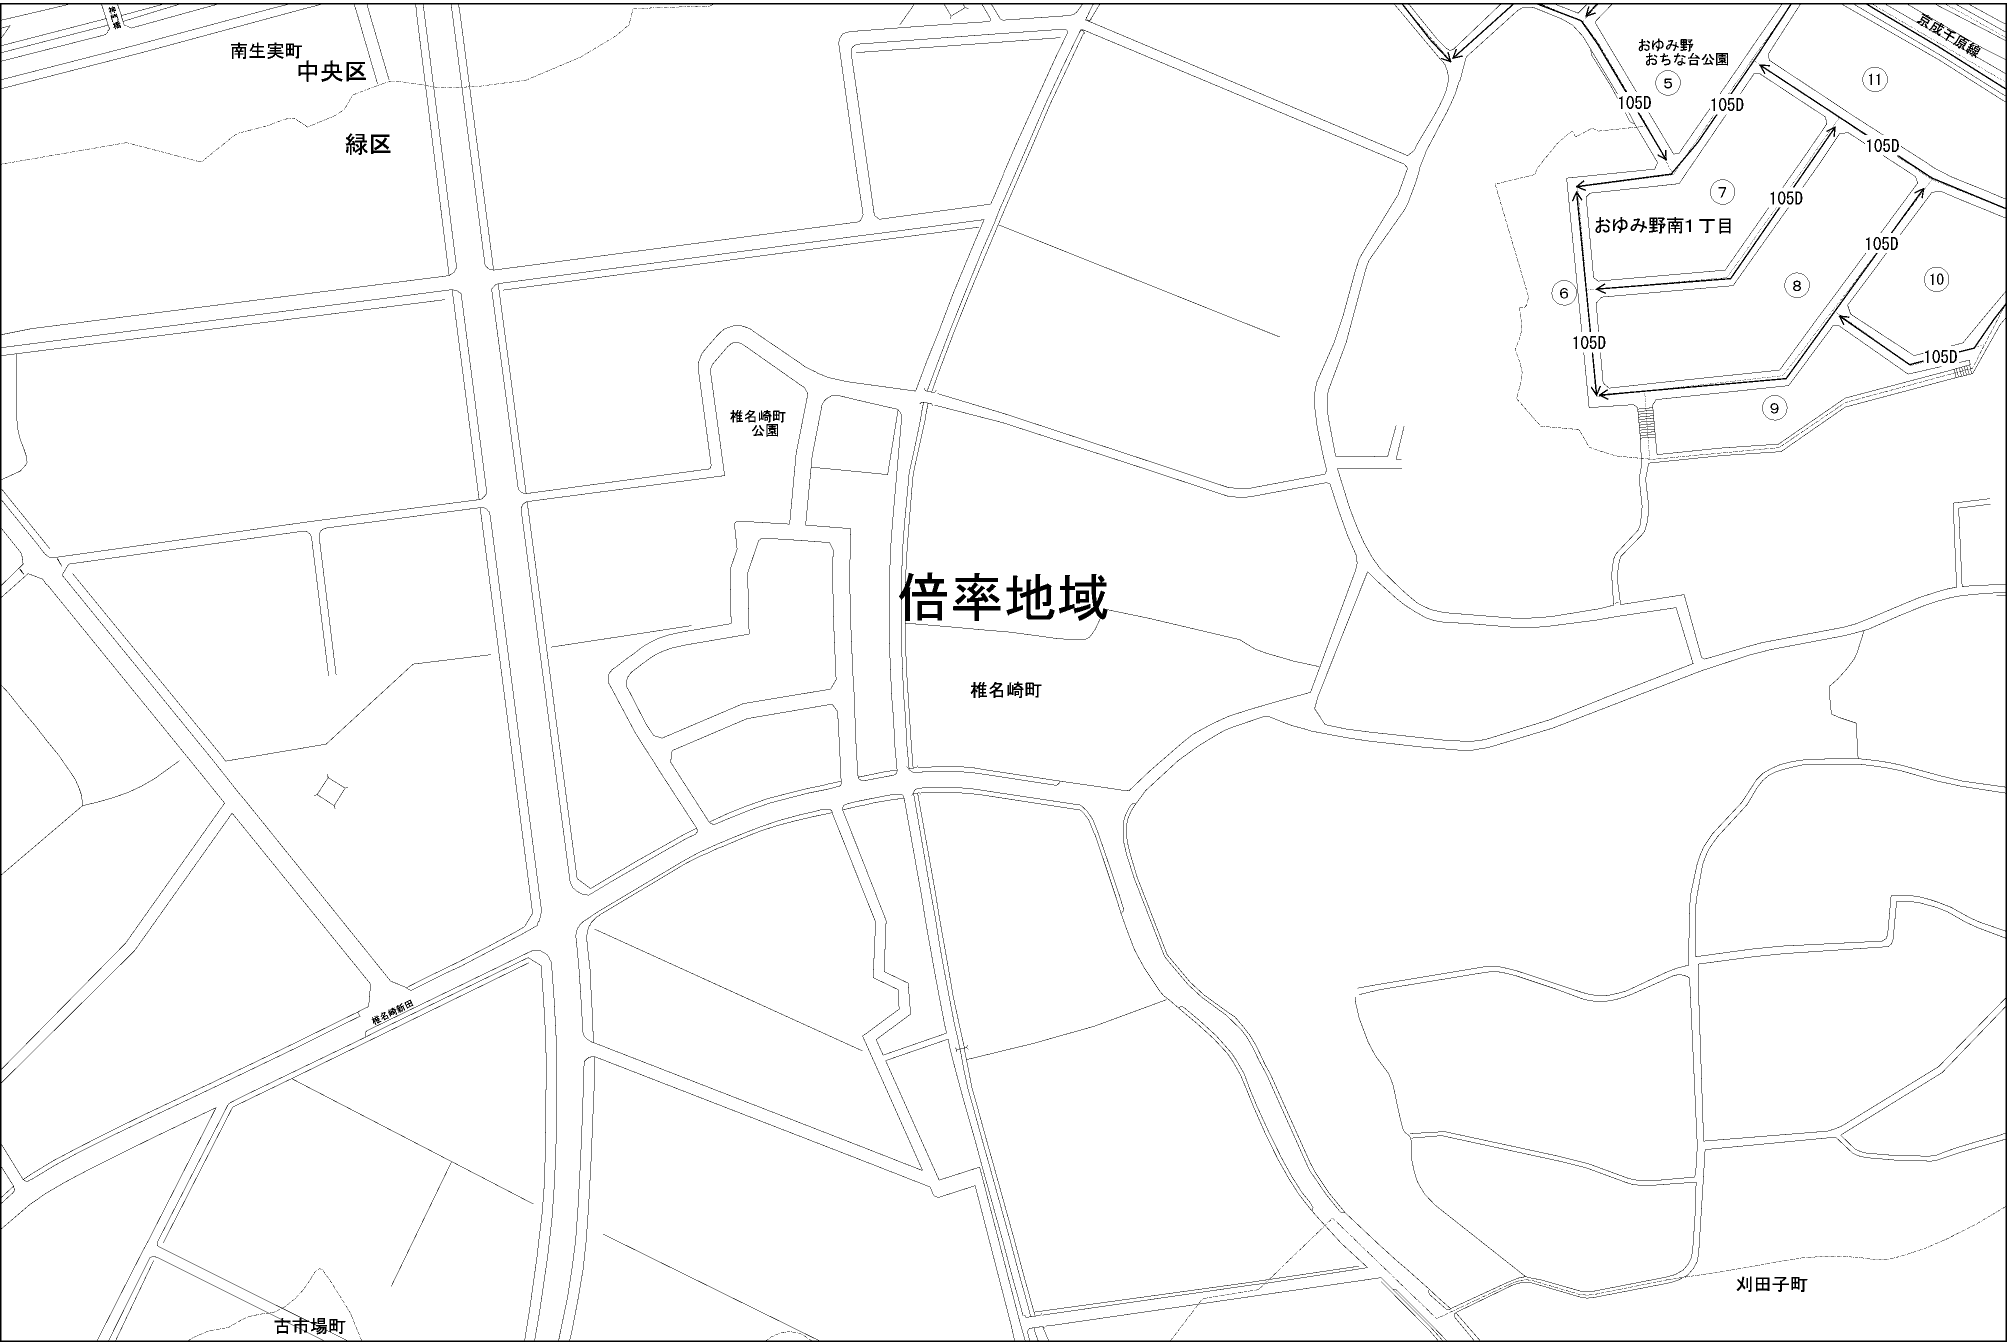 南生実町
中央区
緑区
京成千原線
おゆみ野
おちな台公園
⑤
⑪
105D
105D
105D
⑦
105D
おゆみ野南1丁目
105D
⑥
⑧
⑩
105D
105D
⑨
椎名崎町
公園
倍率地域
椎名崎町
椎名崎新田
刈田子町
古市場町